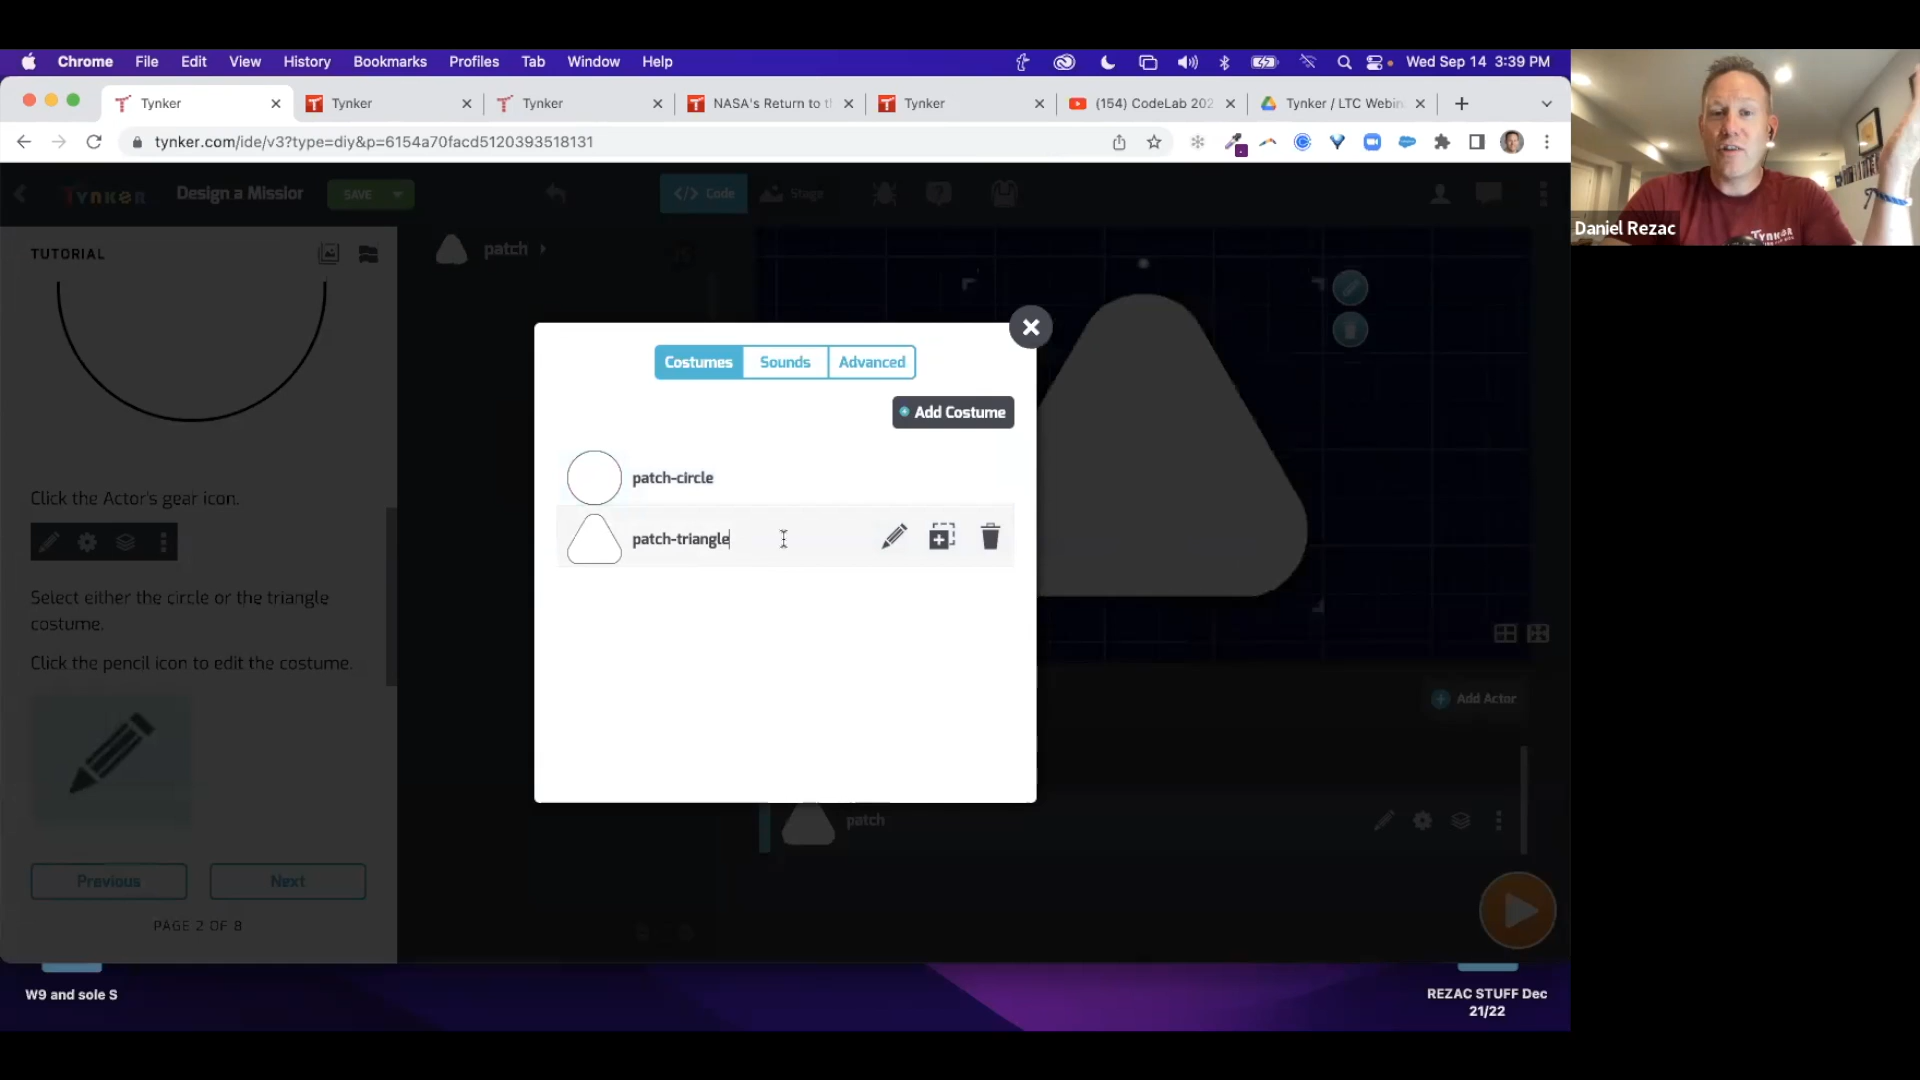 Chrome File Edit View History Bookmarks Profiles Tab Window Help Wed Sep 14 3:39 PM
Tynker Tynker Tynker NASA's Return to t Tynker (154) CodeLab 202 Tynker / LTC Webin
tynker.com/ide/v3?type=diy&p=6154a70facd5120393518131
TYNKER Design a Mission SAVE </> Code Stage
TUTORIAL
patch
Costumes Sounds Advanced
Add Costume
patch-circle
patch-triangle
Click the Actor's gear icon.
Select either the circle or the triangle
costume.
Click the pencil icon to edit the costume.
Add Actor
patch
Previous Next
PAGE 2 OF 8
W9 and sole S
REZAC STUFF Dec
21/22
Daniel Rezac
TYNKER